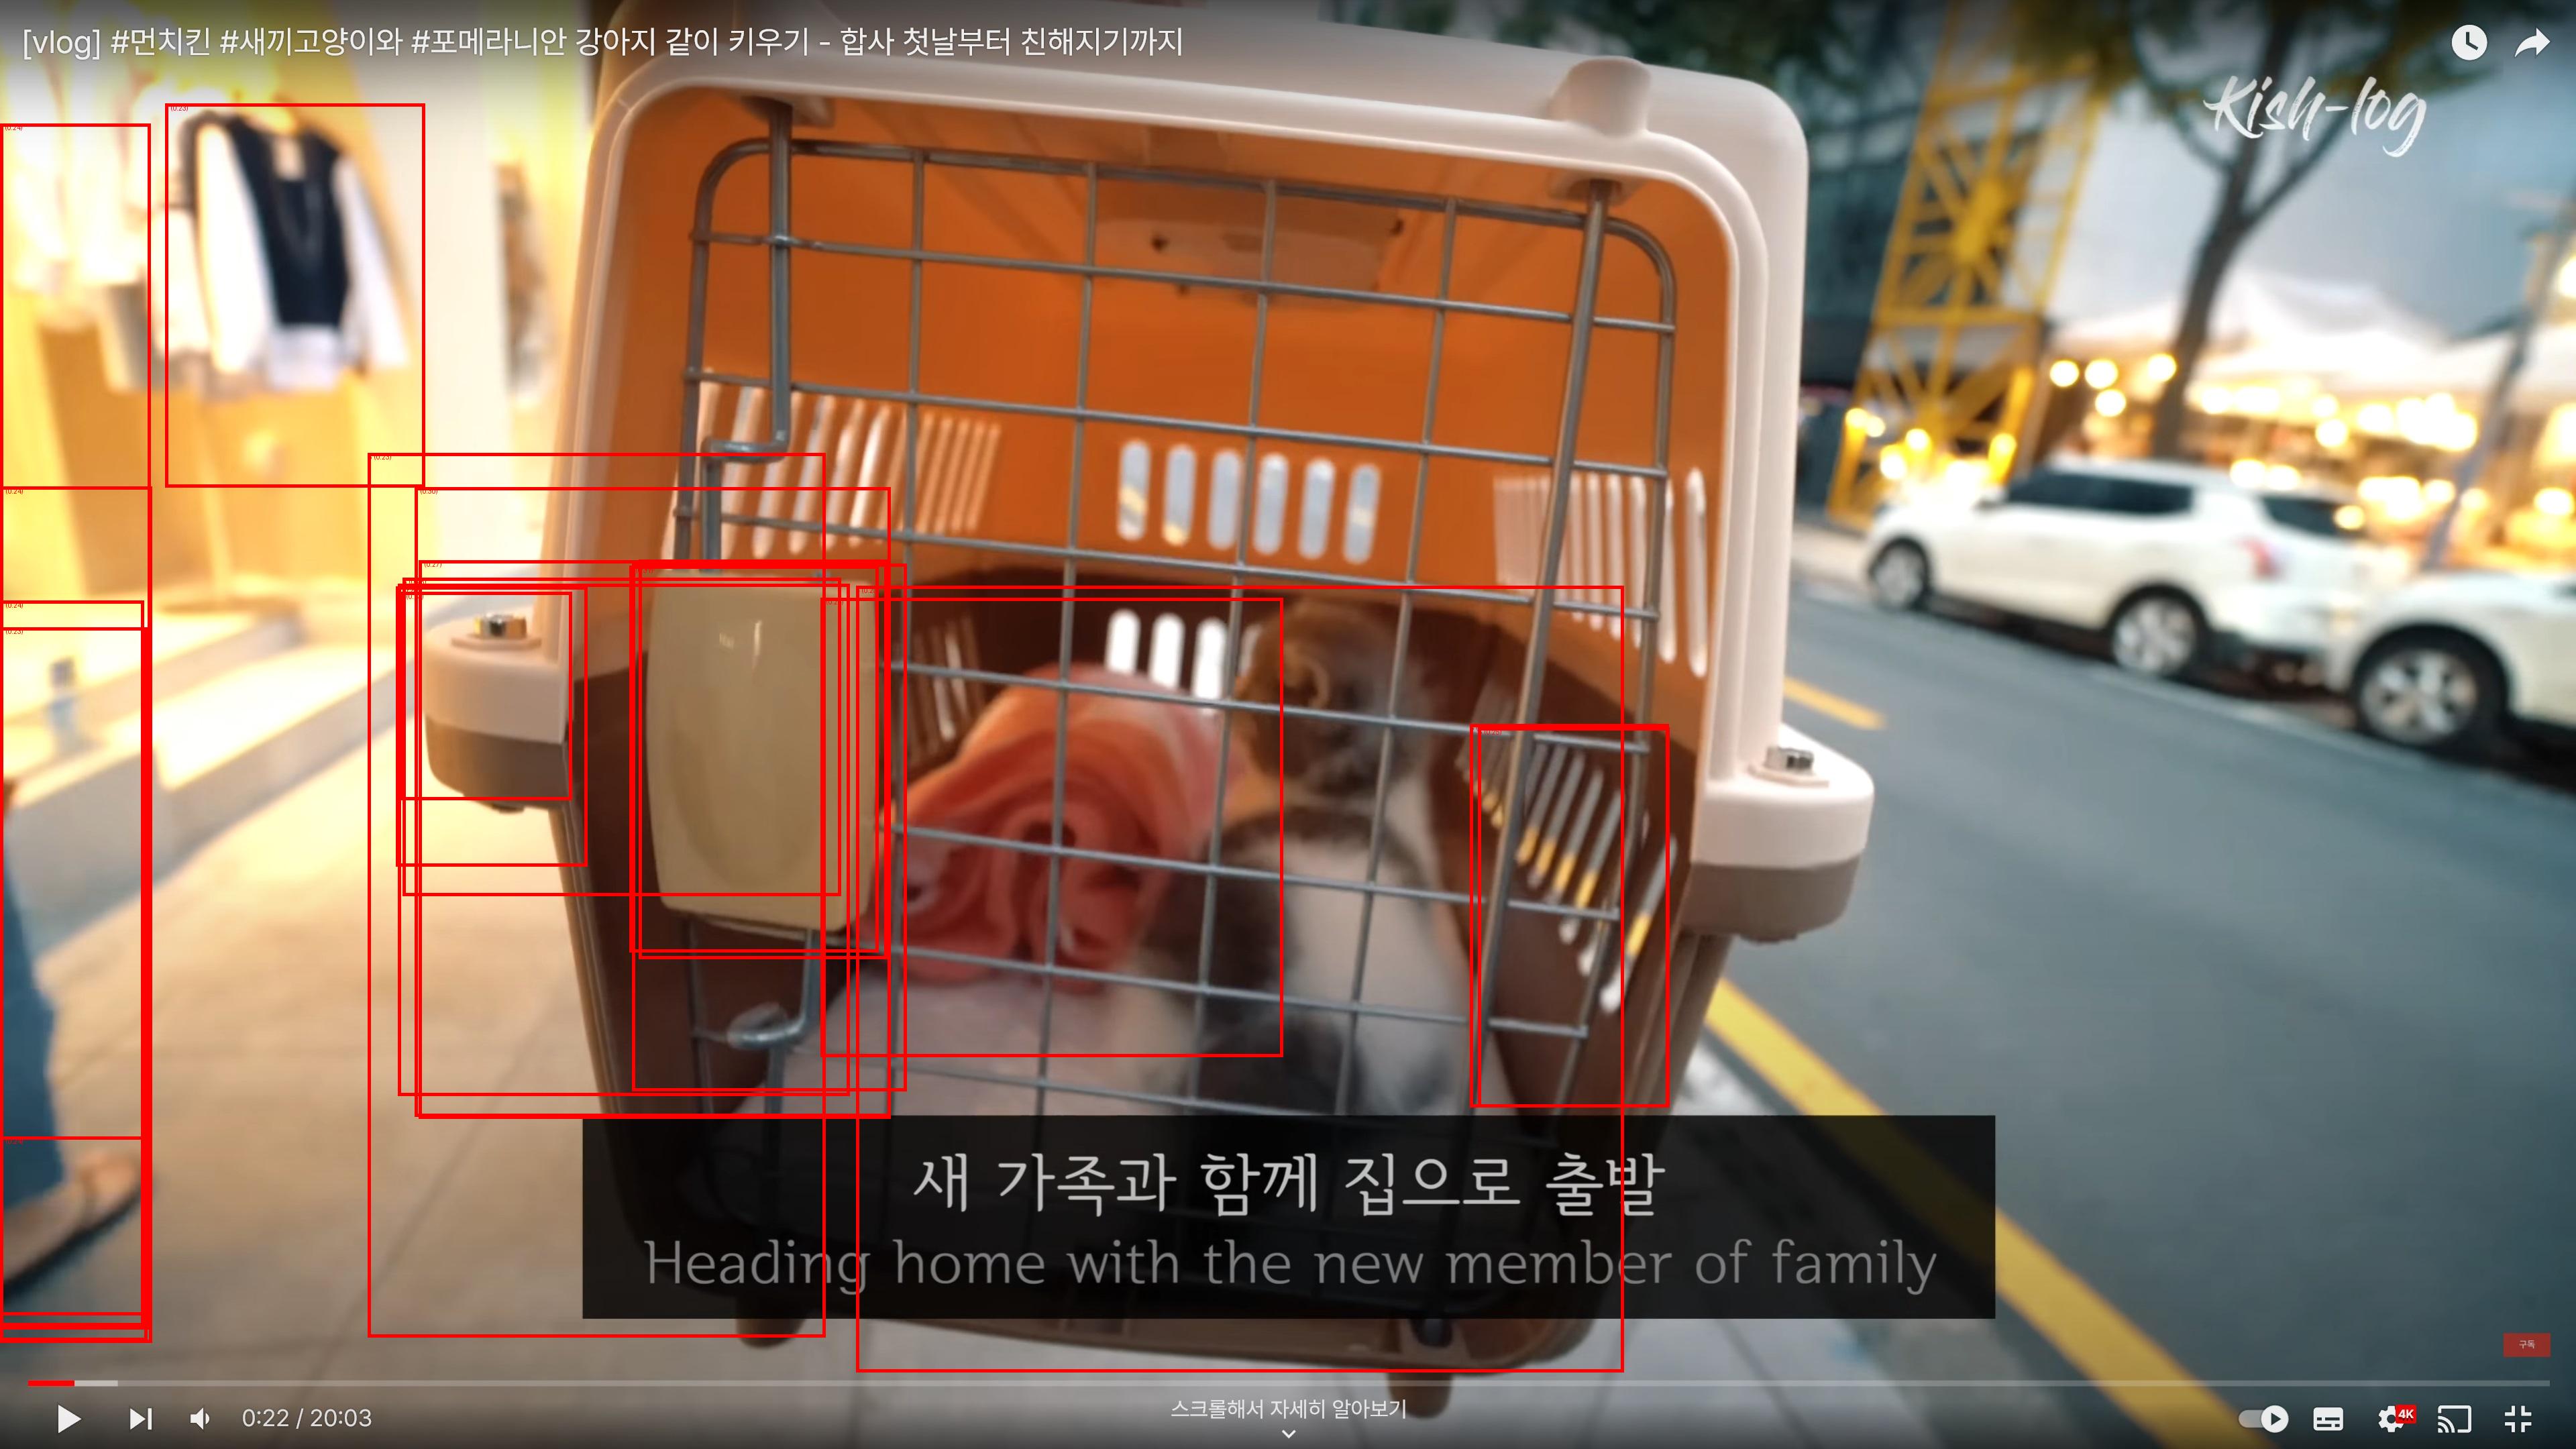 [vlog] #먼치킨 #새끼고양이와 #포메라니안 강아지 같이 키우기 - 합사 첫날부터 친해지기까지
Kish-log
새 가족과 함께 집으로 출발
Heading home with the new member of family
구독
스크롤해서 자세히 알아보기
0:22 / 20:03
4K